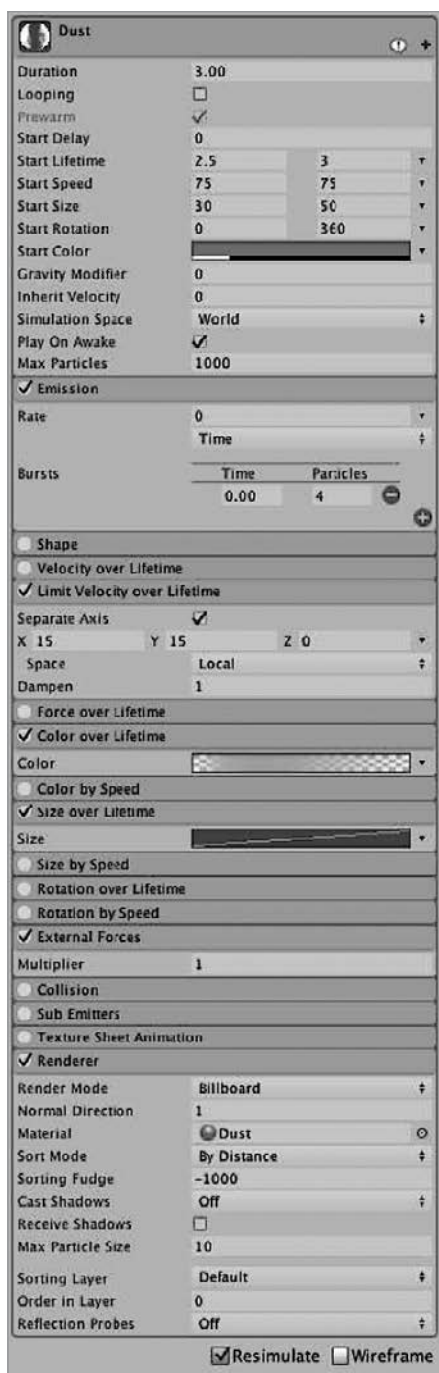 Dust
Duration 3.00
Looping
Prewarm
Start Delay 0
Start Lifetime 2.5 3
Start Speed 75 75
Start Size 30 50
Start Rotation 0 360
Start Color
Gravity Modifier 0
Inherit Velocity 0
Simulation Space World
Play On Awake
Max Particles 1000
Emission
Rate 0
Time
Bursts Time Particles
0.00 4
Shape
Velocity over Lifetime
Limit Velocity over Lifetime
Separate Axis
X 15 Y 15 Z 0
Space Local
Dampen 1
Force over Lifetime
Color over Lifetime
Color
Color by Speed
Size over Lifetime
Size
Size by Speed
Rotation over Lifetime
Rotation by Speed
External Forces
Multiplier 1
Collision
Sub Emitters
Texture Sheet Animation
Renderer
Render Mode Billboard
Normal Direction 1
Material Dust
Sort Mode By Distance
Sorting Fudge -1000
Cast Shadows Off
Receive Shadows
Max Particle Size 10
Sorting Layer Default
Order in Layer 0
Reflection Probes Off
Resimulate Wireframe